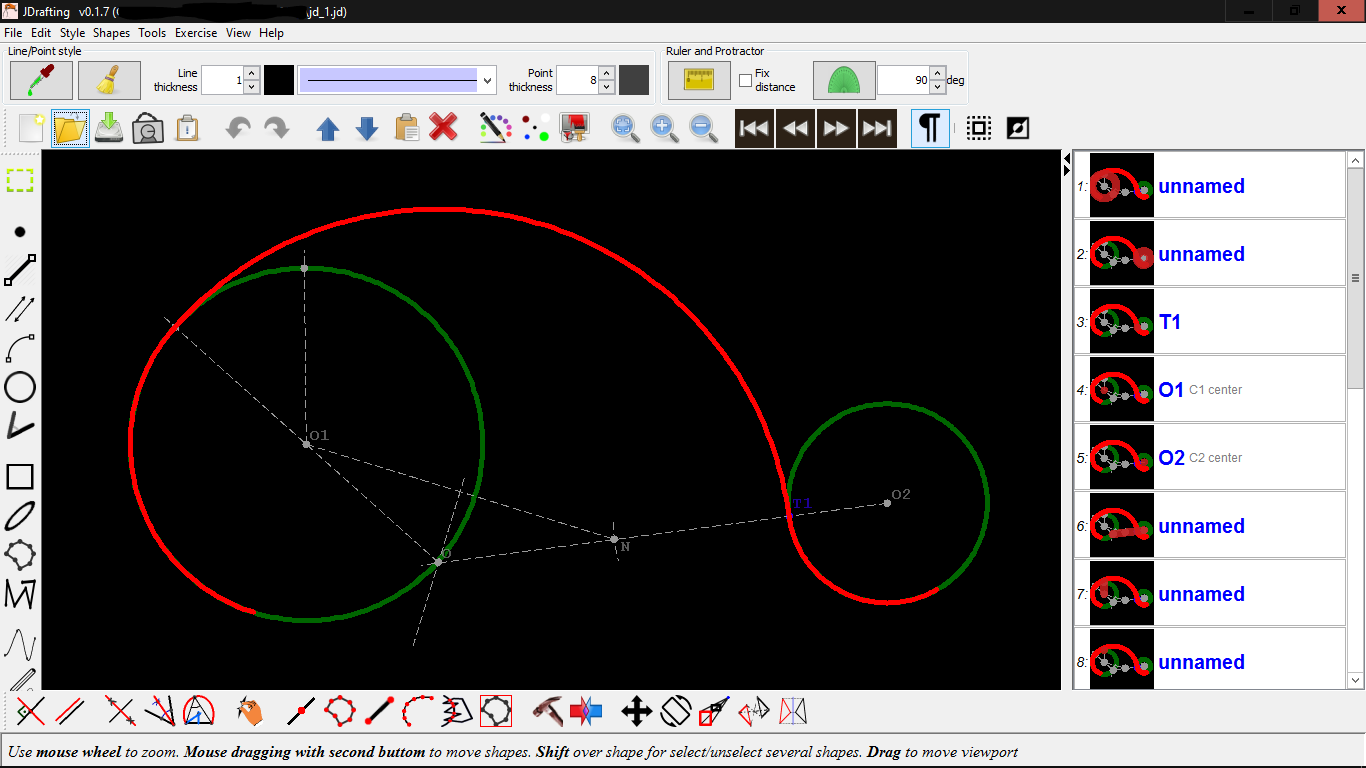 JDrafting v0.1.7 ( \jd_1.jd)
File Edit Style Shapes Tools Exercise View Help
Line/Point style
Ruler and Protractor
Line thickness 1
Point thickness 8
Fix distance
90 deg
1: unnamed
2: unnamed
3: T1
4: O1 C1 center
5: O2 C2 center
6: unnamed
7: unnamed
8: unnamed
O1
O2
T1
N
O
Use mouse wheel to zoom. Mouse dragging with second buttom to move shapes. Shift over shape for select/unselect several shapes. Drag to move viewport